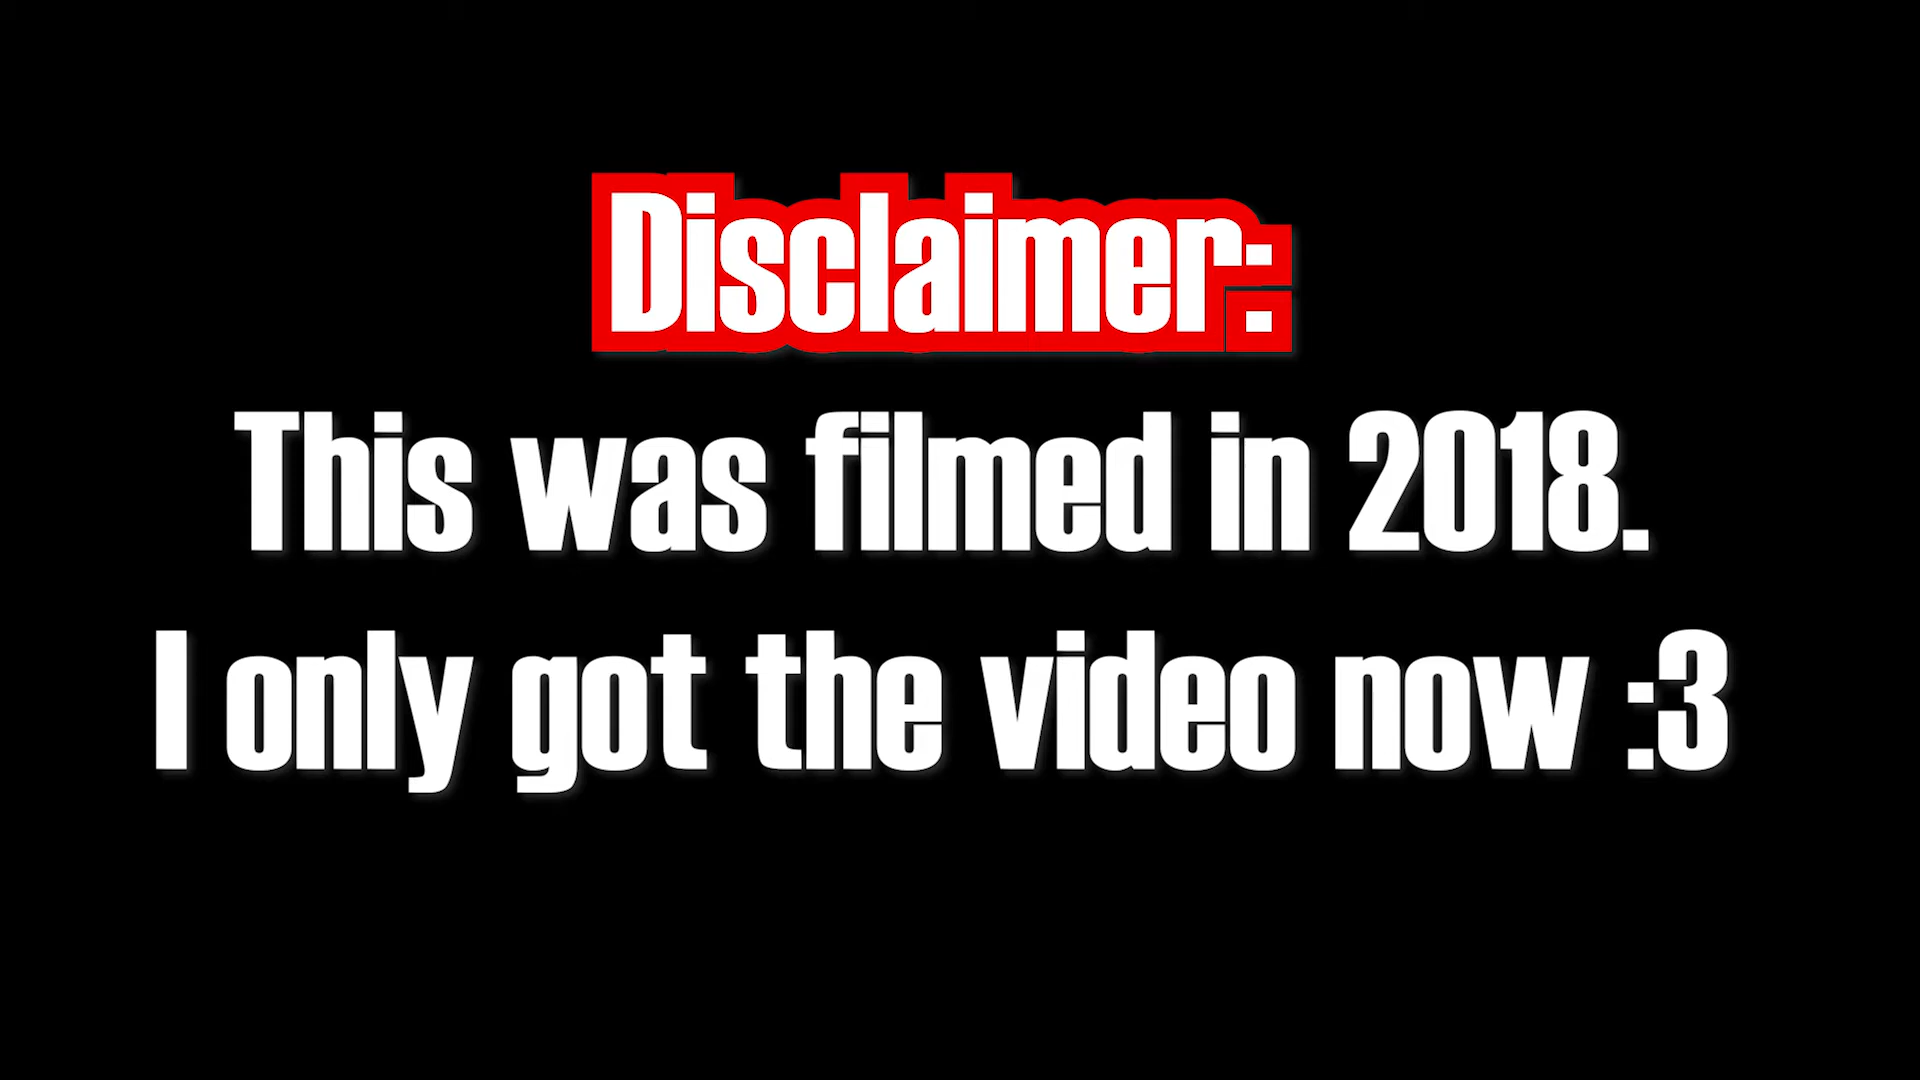 Disclaimer:
This was filmed in 2018.
I only got the video now :3